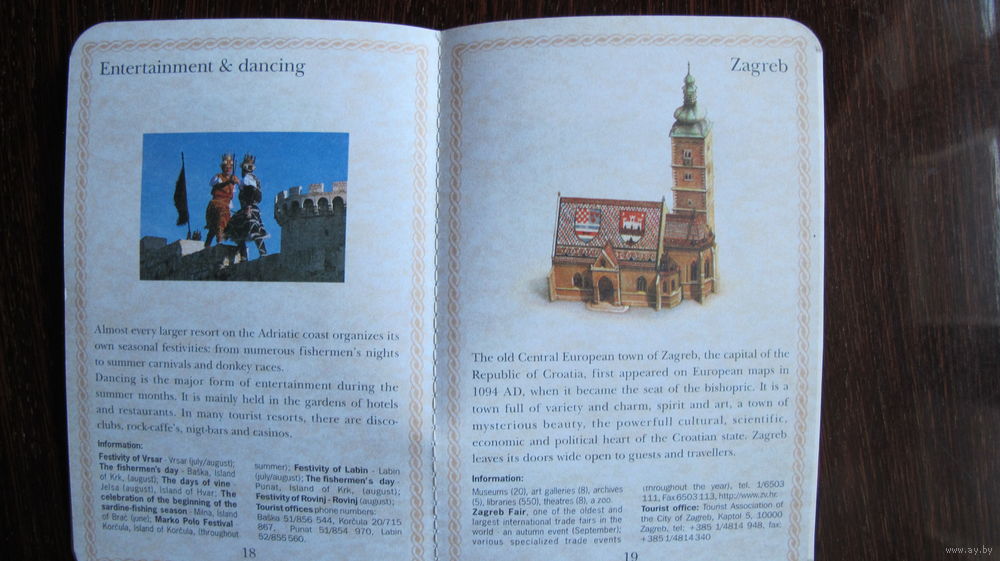 Entertainment & dancing
Almost every larger resort on the Adriatic coast organizes its
own seasonal festivities: from numerous fishermen's nights
to summer carnivals and donkey races.
Dancing is the major form of entertainment during the
summer months. It is mainly held in the gardens of hotels
and restaurants. In many tourist resorts, there are disco-
clubs, rock-caffe's, nigt-bars and casinos.
Information:
Festivity of Vrsar - Vrsar (july/august);
The fishermen's day - Baška, Island
of Krk, (august); The days of vine -
Jelsa (august), Island of Hvar; The
celebration of the beginning of the
sardine-fishing season - Milna, Island
of Brač (june); Marko Polo Festival -
Korčula, Island of Korčula, (throughout
summer); Festivity of Labin - Labin
(july/august); The fishermen's day -
Punat, Island of Krk, (august);
Festivity of Rovinj - Rovinj (august);
Tourist offices phone numbers:
Baška 51/856 544, Korčula 20/715
867, Punat 51/854 970, Labin
52/855 560.
18
Zagreb
The old Central European town of Zagreb, the capital of the
Republic of Croatia, first appeared on European maps in
1094 AD, when it became the seat of the bishopric. It is a
town full of variety and charm, spirit and art, a town of
mysterious beauty, the powerfull cultural, scientific,
economic and political heart of the Croatian state. Zagreb
leaves its doors wide open to guests and travellers.
Information:
Museums (20), art galleries (8), archives
(5), libraries (550), theatres (8), a zoo.
Zagreb Fair, one of the oldest and
largest international trade fairs in the
world - an autumn event (September);
various specialized trade events
(throughout the year), tel. 1/6503
111, Fax 6503 113, http://www.zv.hr.
Tourist office: Tourist Association of
the City of Zagreb, Kaptol 5, 10000
Zagreb, tel: +385 1/4814 948, fax:
+385 1/4814 340
19
www.ay.by